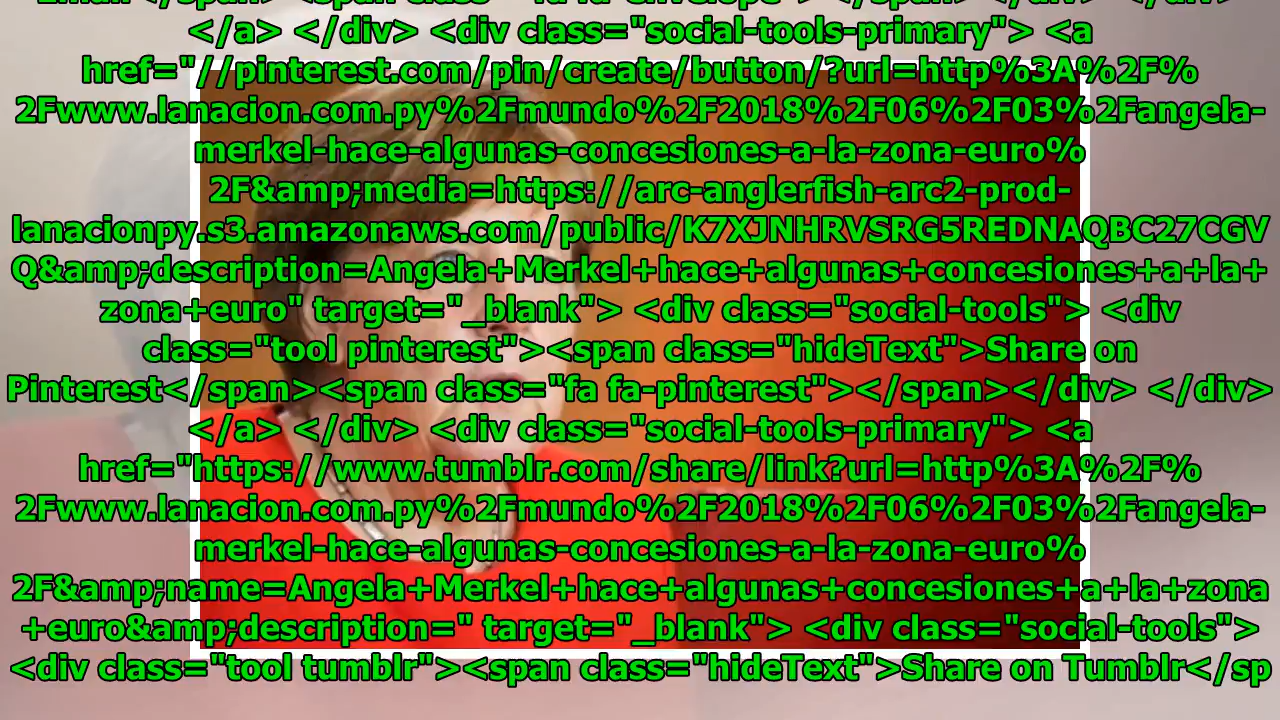 </a> </div> <div class="social-tools-primary"> <a
href="//pinterest.com/pin/create/button/?url=http%3A%2F%
2Fwww.lanacion.com.py%2Fmundo%2F2018%2F06%2F03%2Fangela-
merkel-hace-algunas-concesiones-a-la-zona-euro%
2F&amp;media=https://arc-anglerfish-arc2-prod-
lanacionpy.s3.amazonaws.com/public/K7XJNHRVSRG5REDNAQBC27CGV
Q&amp;description=Angela+Merkel+hace+algunas+concesiones+a+la+
zona+euro" target="_blank"> <div class="social-tools"> <div
class="tool pinterest"><span class="hideText">Share on
Pinterest</span><span class="fa fa-pinterest"></span></div> </div>
</a> </div> <div class="social-tools-primary"> <a
href="https://www.tumblr.com/share/link?url=http%3A%2F%
2Fwww.lanacion.com.py%2Fmundo%2F2018%2F06%2F03%2Fangela-
merkel-hace-algunas-concesiones-a-la-zona-euro%
2F&amp;name=Angela+Merkel+hace+algunas+concesiones+a+la+zona
+euro&amp;description=" target="_blank"> <div class="social-tools">
<div class="tool tumblr"><span class="hideText">Share on Tumblr</sp